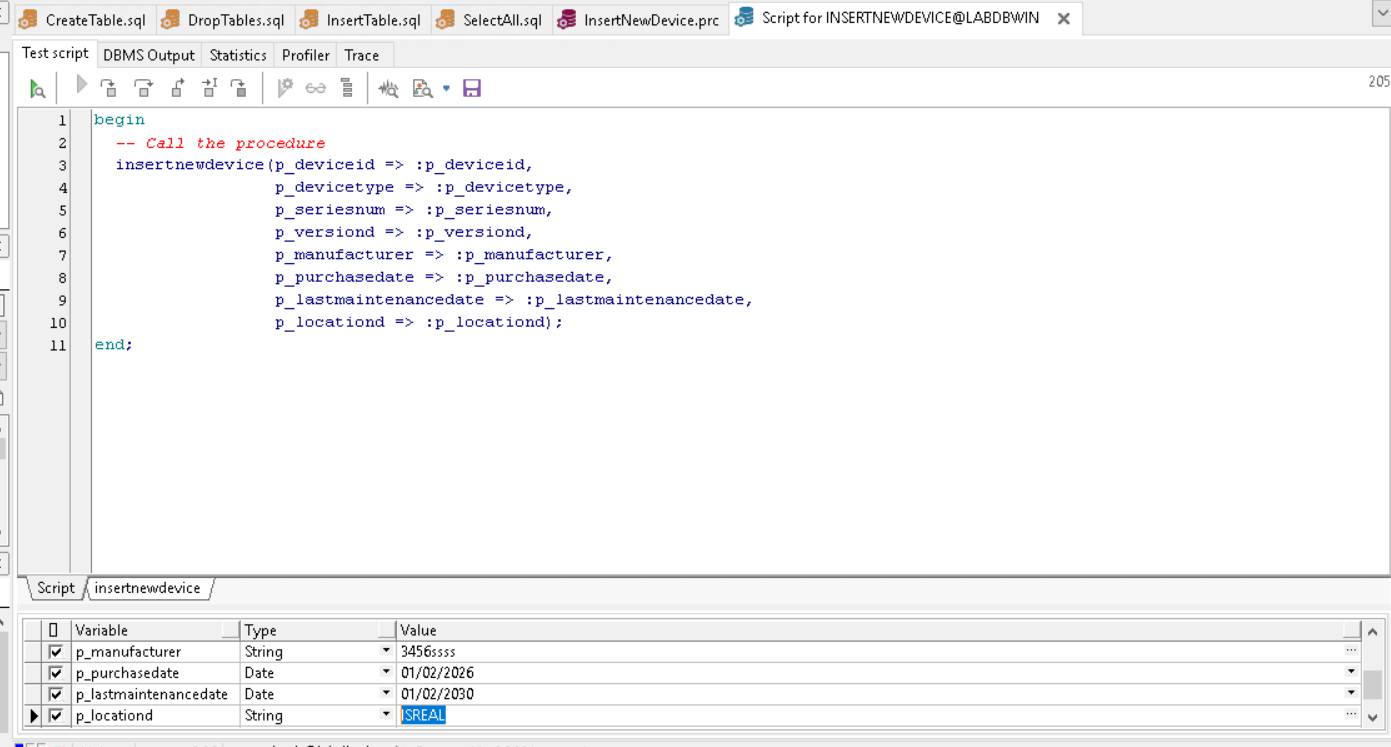 CreateTable.sql DropTables.sql InsertTable.sql SelectAll.sql InsertNewDevice.prc Script for INSERTNEWDEVICE@LABDBWIN
Test script DBMS Output Statistics Profiler Trace
205
1 begin
2 -- Call the procedure
3 insertnewdevice(p_deviceid => :p_deviceid,
4 p_devicetype => :p_devicetype,
5 p_seriesnum => :p_seriesnum,
6 p_versiond => :p_versiond,
7 p_manufacturer => :p_manufacturer,
8 p_purchasedate => :p_purchasedate,
9 p_lastmaintenancedate => :p_lastmaintenancedate,
10 p_locationd => :p_locationd);
11 end;
Script insertnewdevice
Variable Type Value
p_manufacturer String 3456ssss
p_purchasedate Date 01/02/2026
p_lastmaintenancedate Date 01/02/2030
p_locationd String ISREAL